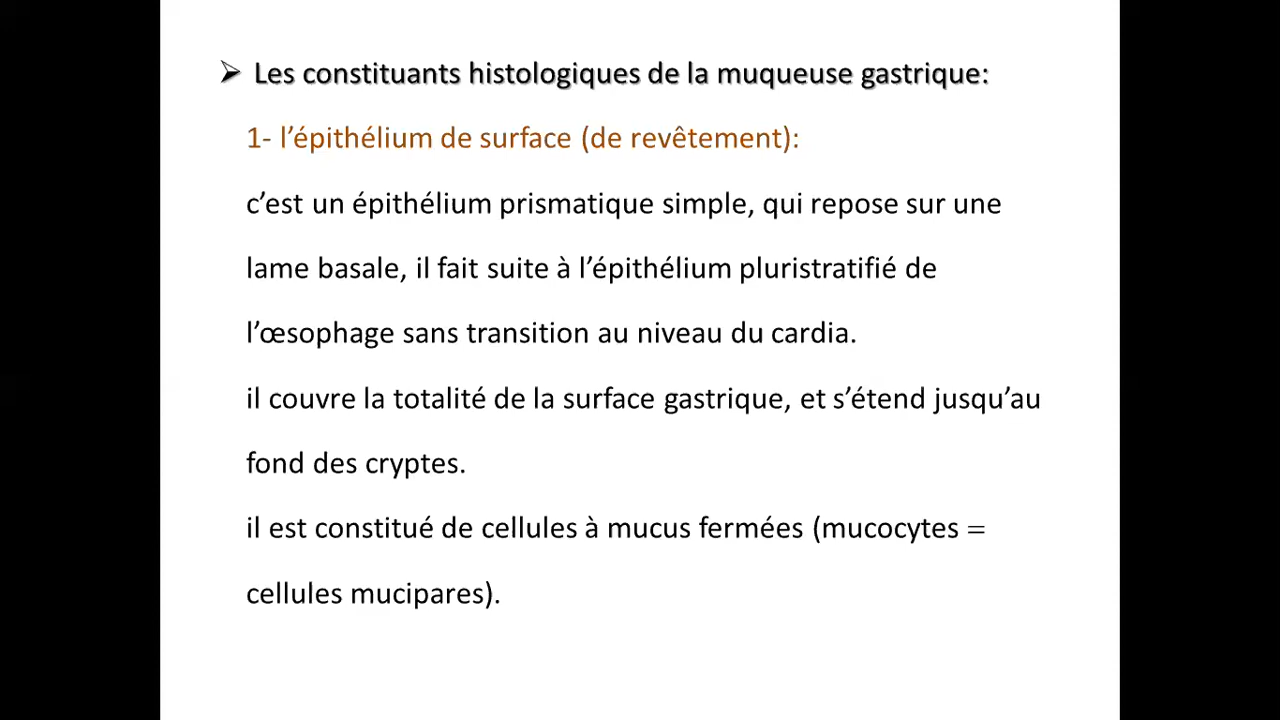 ➢ Les constituants histologiques de la muqueuse gastrique:
1- l’épithélium de surface (de revêtement):
c’est un épithélium prismatique simple, qui repose sur une
lame basale, il fait suite à l’épithélium pluristratifié de
l’œsophage sans transition au niveau du cardia.
il couvre la totalité de la surface gastrique, et s’étend jusqu’au
fond des cryptes.
il est constitué de cellules à mucus fermées (mucocytes =
cellules mucipares).